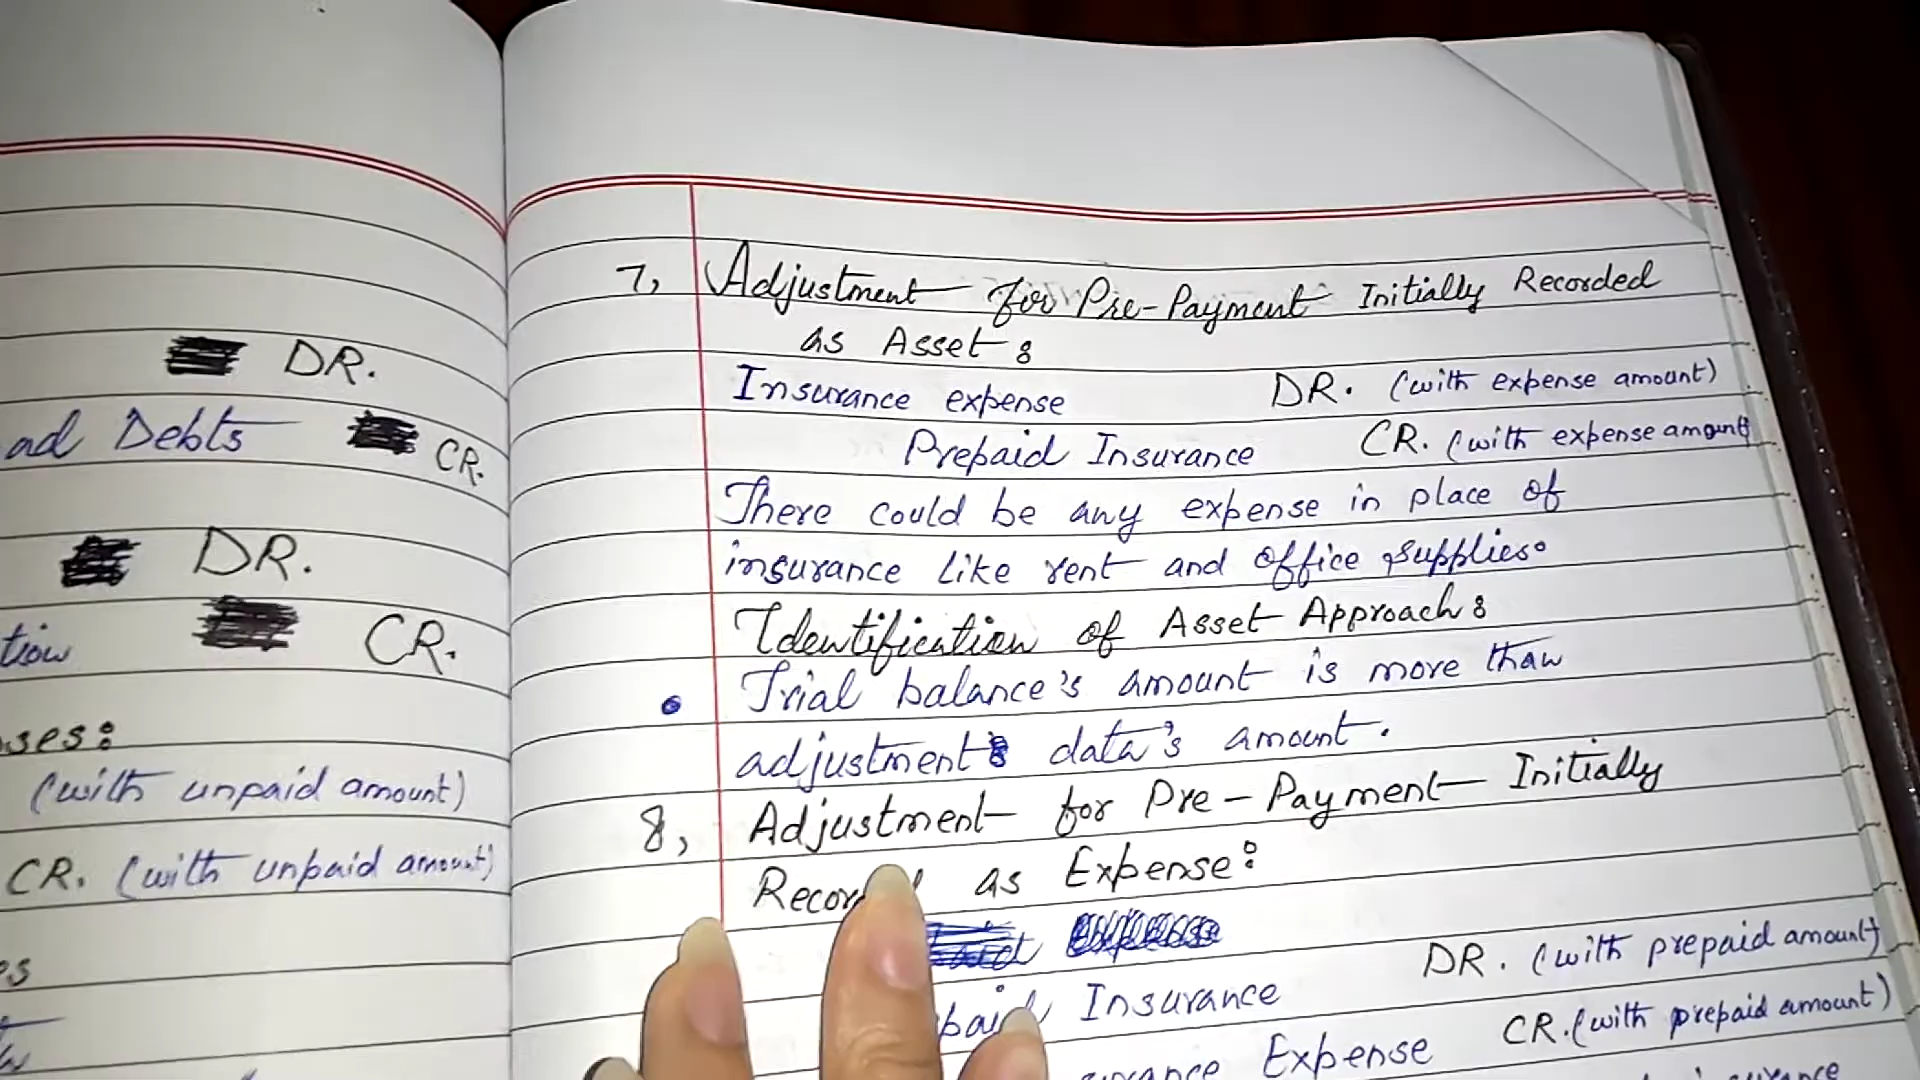 DR.
ad Debts CR.
DR.
CR.
(with unpaid amount)
CR. (with unpaid amount)
7, Adjustment for Pre-Payment Initially Recorded
as Asset :
Insurance expense DR. (with expense amount)
Prepaid Insurance CR. (with expense amount)
There could be any expense in place of
insurance like rent and office supplies.
Identification of Asset Approach :
• Trial balance's amount is more than
adjustment data's amount.
8, Adjustment for Pre-Payment Initially
as Expense:
DR. (with prepaid amount)
Insurance
Expense CR. (with prepaid amount)